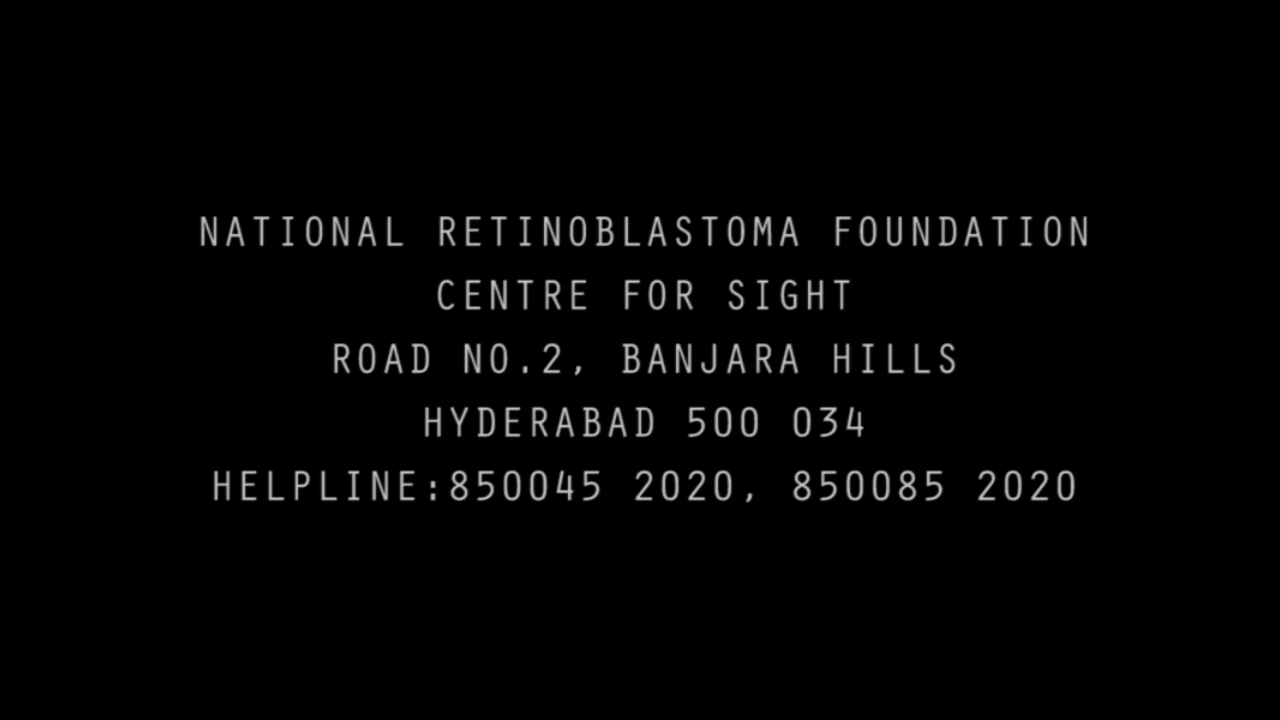 NATIONAL RETINOBLASTOMA FOUNDATION
CENTRE FOR SIGHT
ROAD NO.2, BANJARA HILLS
HYDERABAD 500 034
HELPLINE:850045 2020, 850085 2020